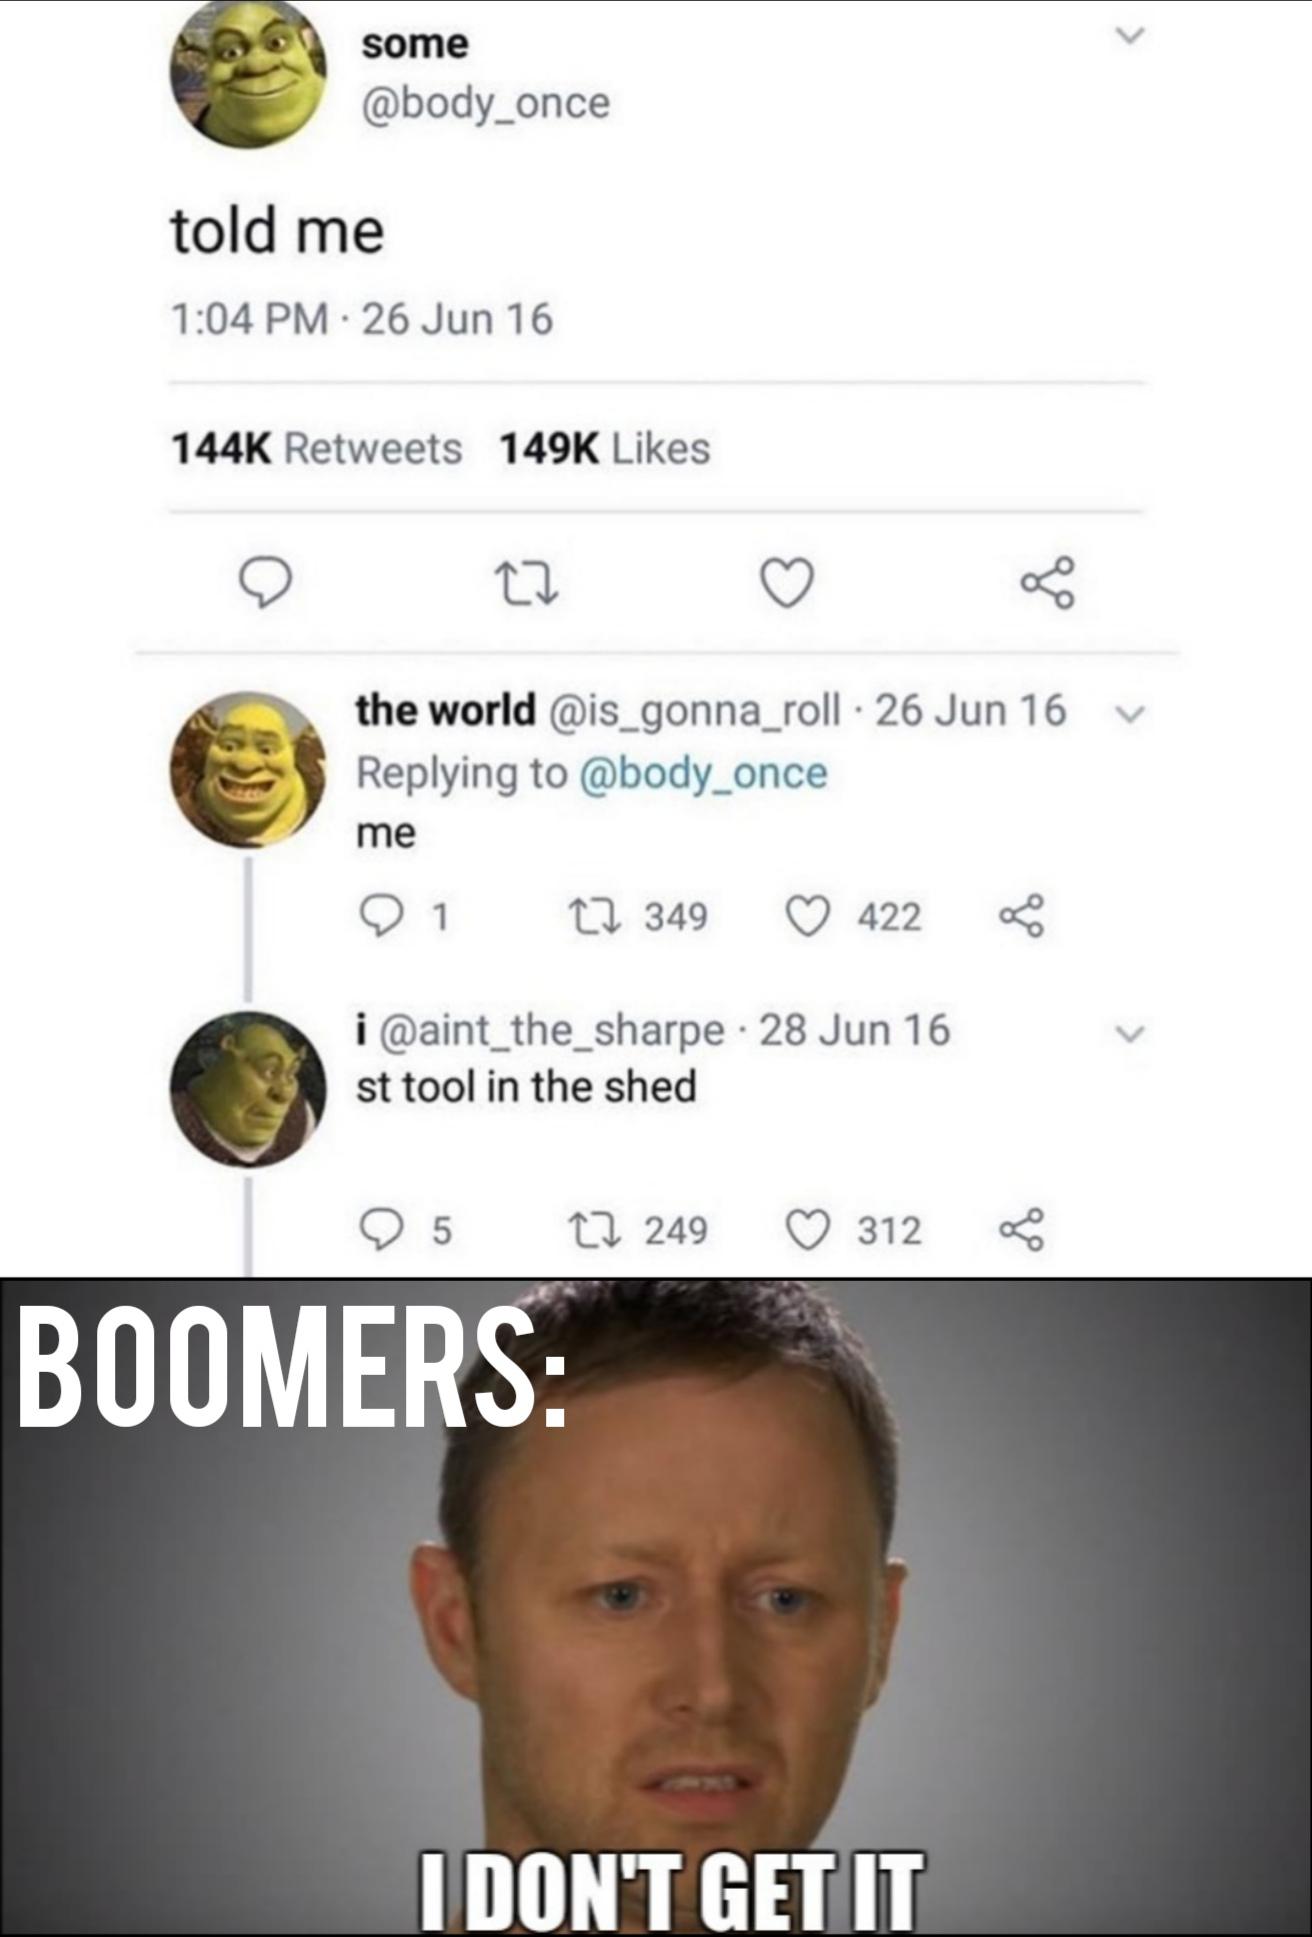 some
@body_once
told me
1:04 PM · 26 Jun 16
144K Retweets 149K Likes
the world @is_gonna_roll · 26 Jun 16
Replying to @body_once
me
1 349 422
i @aint_the_sharpe · 28 Jun 16
st tool in the shed
5 249 312
BOOMERS:
I DON'T GET IT